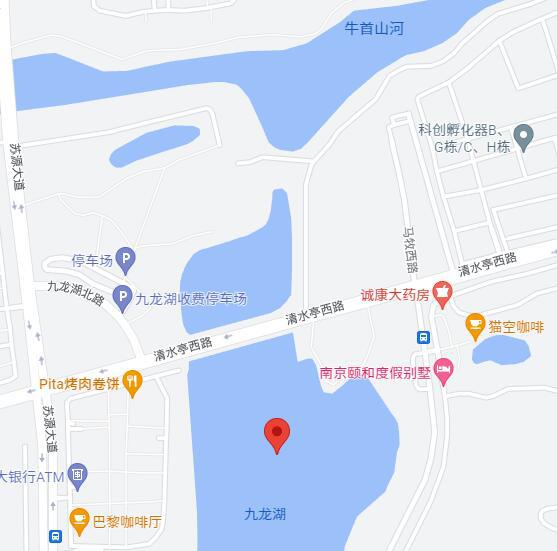 牛首山河
科创孵化器B、
G栋/C、H栋
苏源大道
马牧西路
清水亭西路
停车场
九龙湖北路
九龙湖收费停车场
诚康大药房
清水亭西路
猫空咖啡
清水亭西路
南京颐和度假别墅
Pita烤肉卷饼
苏源大道
大银行ATM
九龙湖
巴黎咖啡厅